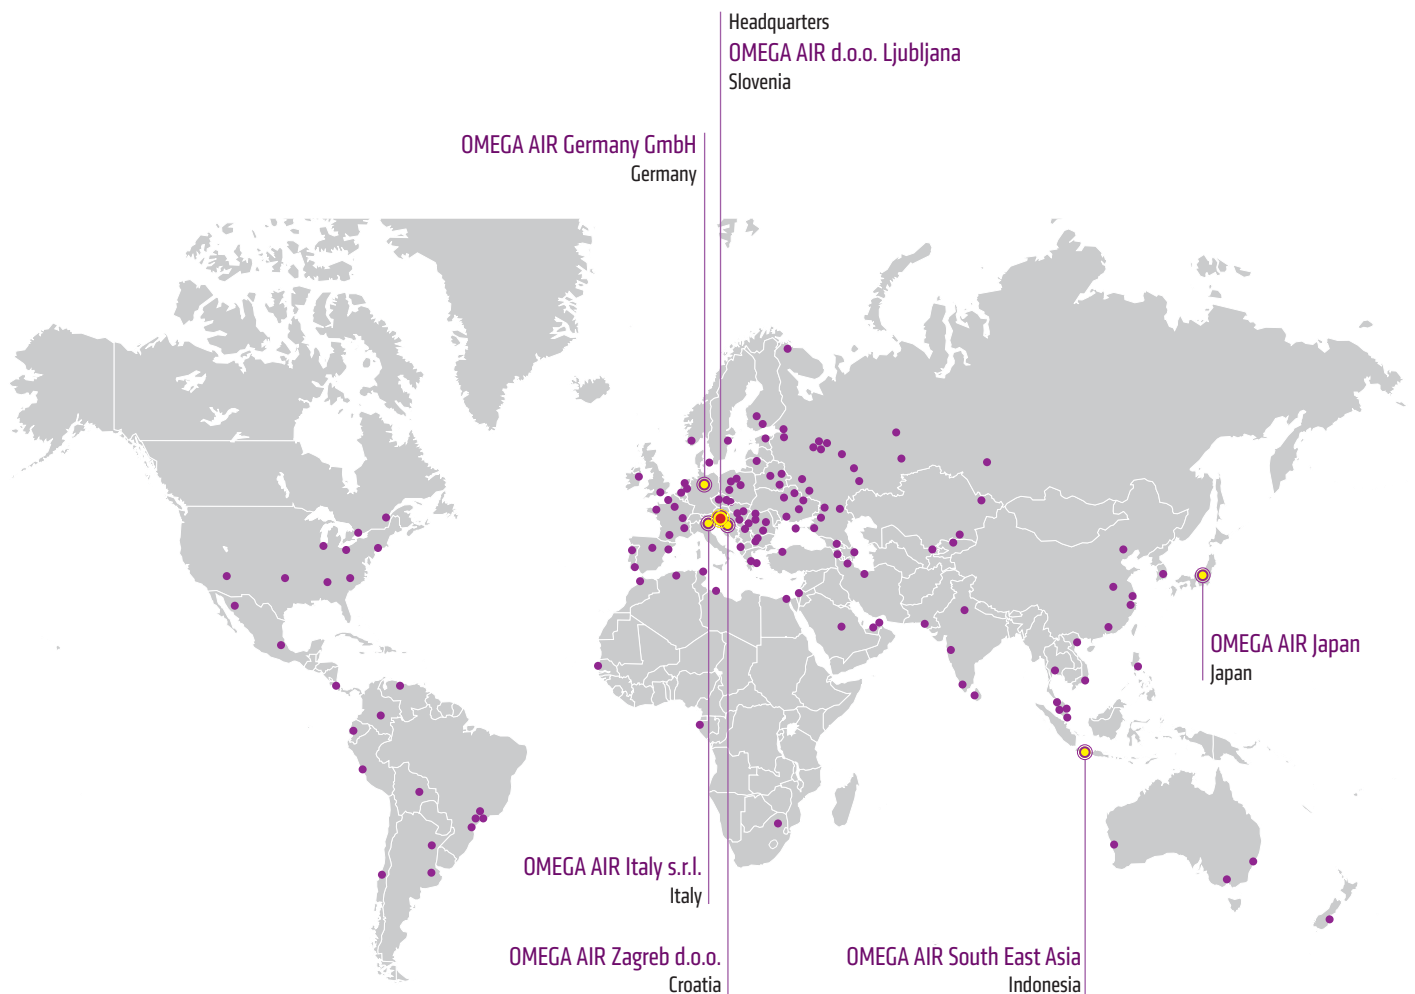 Headquarters
OMEGA AIR d.o.o. Ljubljana
Slovenia
OMEGA AIR Germany GmbH
Germany
OMEGA AIR Japan
Japan
OMEGA AIR Italy s.r.l.
Italy
OMEGA AIR Zagreb d.o.o.
Croatia
OMEGA AIR South East Asia
Indonesia